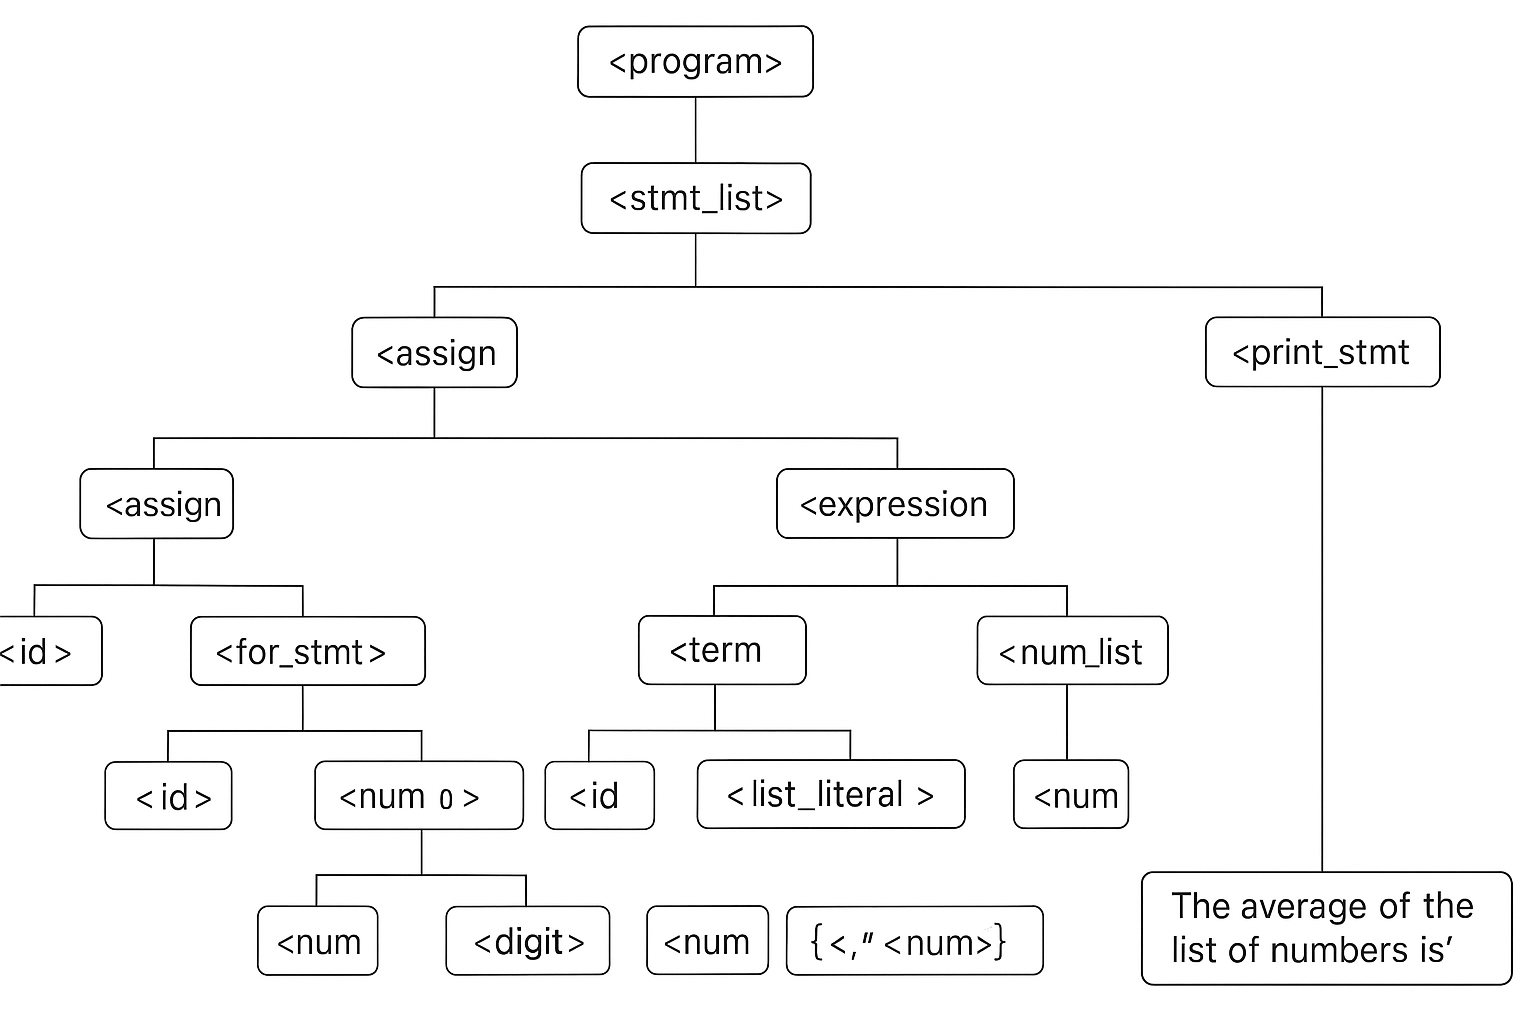 <program>
<stmt_list>
<assign
<print_stmt
<assign
<expression
<id>
<for_stmt>
<term
<num_list
<id>
<num 0 >
<id
<list_literal >
<num
<num
<digit>
<num
{<,″ <num>}
The average of the
list of numbers is′